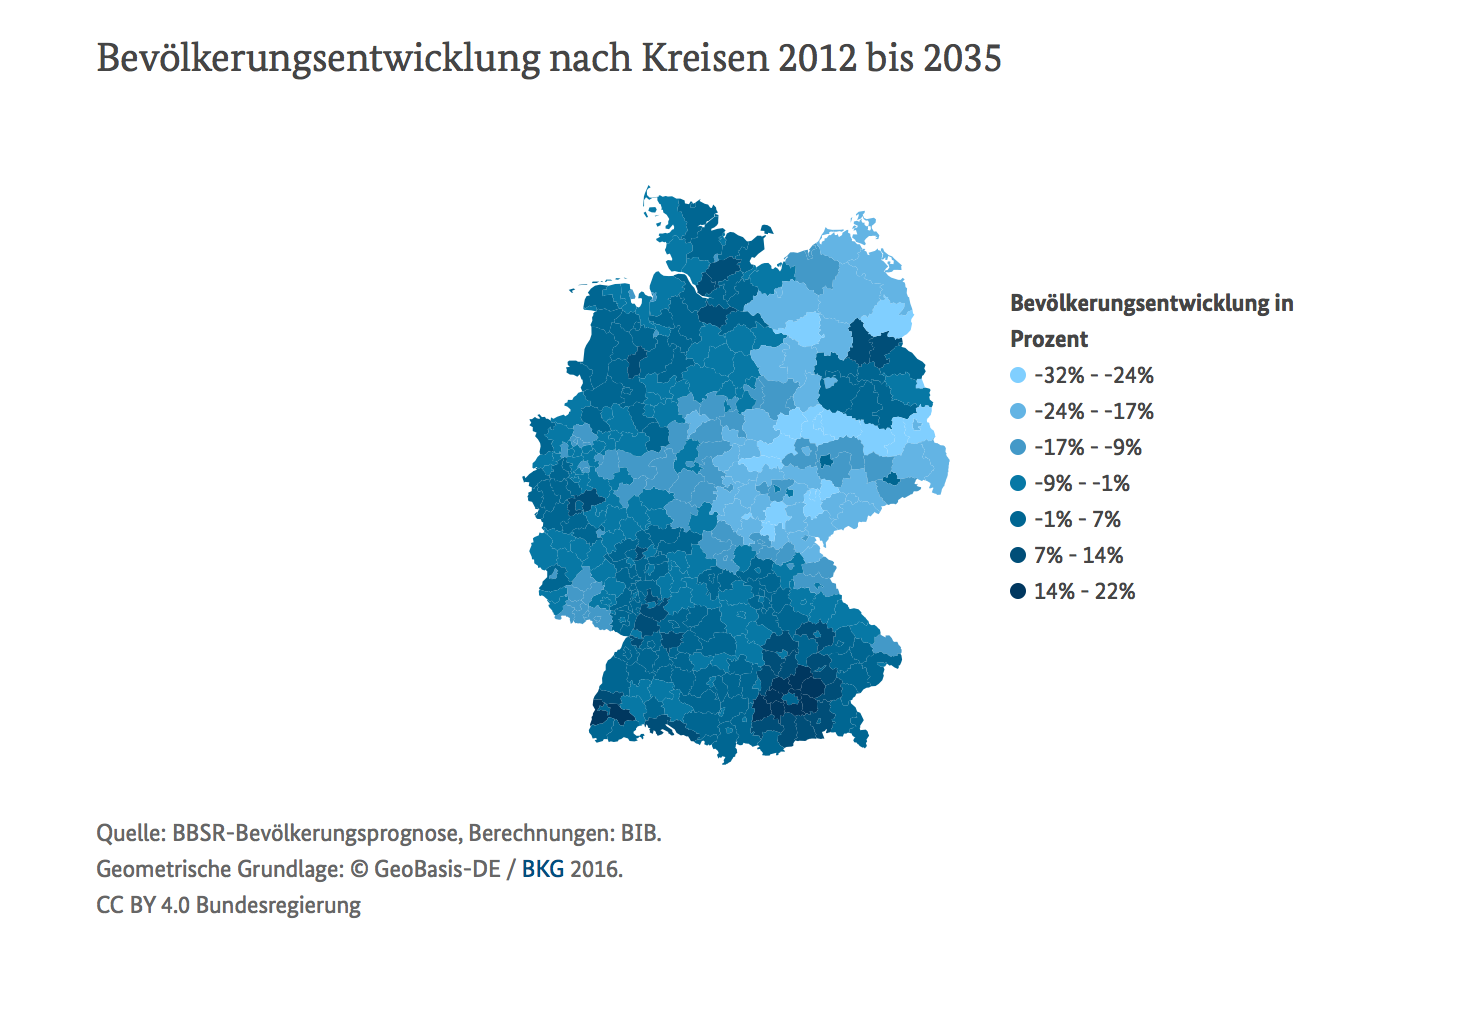 Bevölkerungsentwicklung nach Kreisen 2012 bis 2035
Bevölkerungsentwicklung in
Prozent
-32% - -24%
-24% - -17%
-17% - -9%
-9% - -1%
-1% - 7%
7% - 14%
14% - 22%
Quelle: BBSR-Bevölkerungsprognose, Berechnungen: BIB.
Geometrische Grundlage: © GeoBasis-DE / BKG 2016.
CC BY 4.0 Bundesregierung